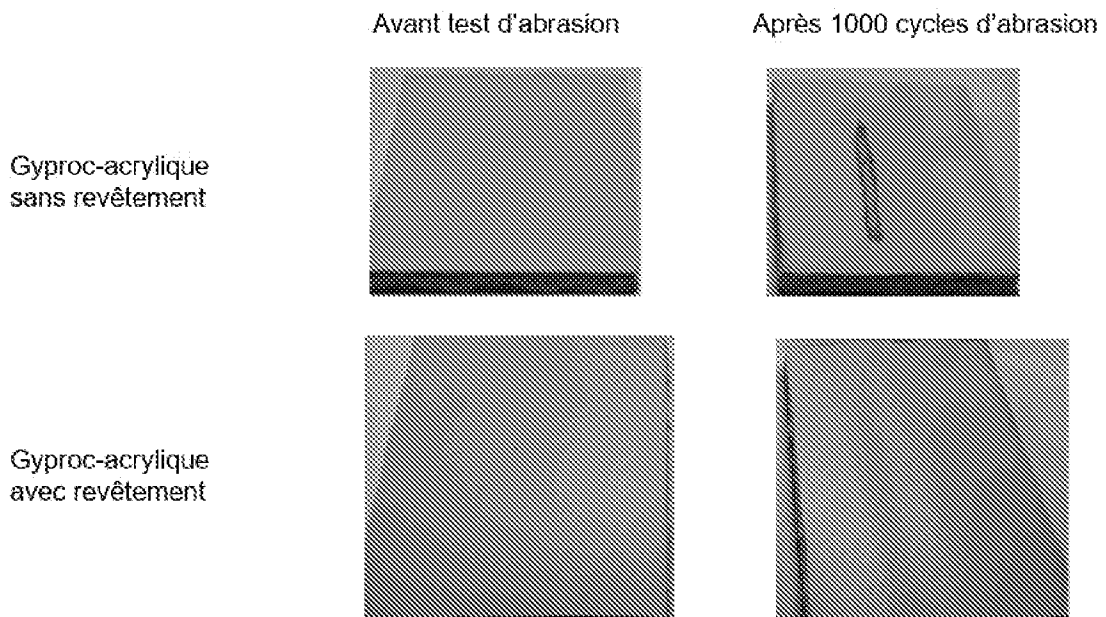 Avant test d'abrasion
Après 1000 cycles d'abrasion
Gyproc-acrylique
sans revêtement
Gyproc-acrylique
avec revêtement